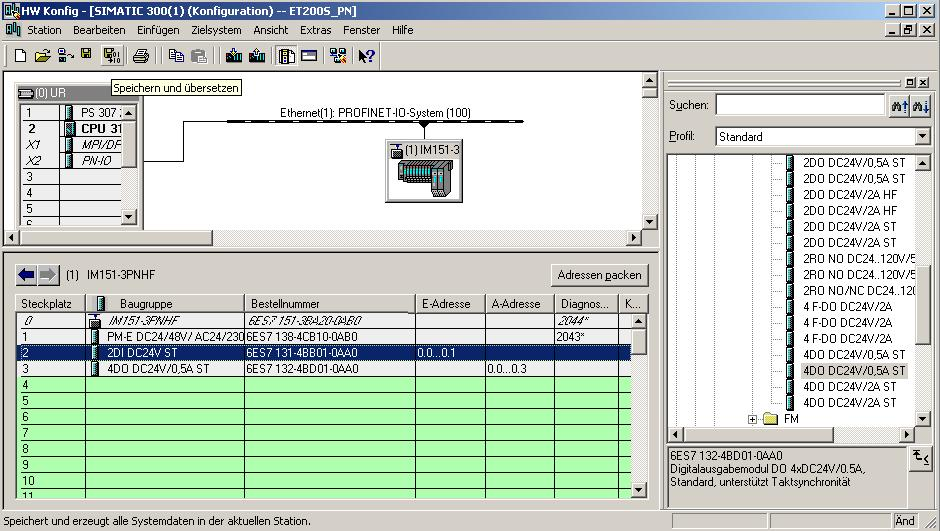 HW Konfig - [SIMATIC 300(1) (Konfiguration) -- ET200S_PN]
Station Bearbeiten Einfügen Zielsystem Ansicht Extras Fenster Hilfe
Speichern und übersetzen
(0) UR
1 PS 307
2 CPU 31
X1 MPI/DP
X2 PN-IO
3
4
5
6
Ethernet(1): PROFINET-IO-System (100)
(1) IM151-3
Suchen:
Profil: Standard
2DO DC24V/0,5A ST
2DO DC24V/0,5A ST
2DO DC24V/2A HF
2DO DC24V/2A HF
2DO DC24V/2A ST
2DO DC24V/2A ST
2RO NO DC24..120V/5
2RO NO DC24..120V/5
2RO NO/NC DC24..120
4 F-DO DC24V/2A
4 F-DO DC24V/2A
4 F-DO DC24V/2A
4DO DC24V/0,5A ST
4DO DC24V/0,5A ST
4DO DC24V/2A ST
4DO DC24V/2A ST
FM
6ES7 132-4BD01-0AA0
Digitalausgabemodul DO 4xDC24V/0.5A,
Standard, unterstützt Taktsynchronität
(1) IM151-3PNHF
Adressen packen
Steckplatz Baugruppe Bestellnummer E-Adresse A-Adresse Diagnos... K...
0 IM151-3PNHF 6ES7 151-3BA20-0AB0 2044*
1 PM-E DC24/48V/ AC24/230 6ES7 138-4CB10-0AB0 2043*
2 2DI DC24V ST 6ES7 131-4BB01-0AA0 0.0...0.1
3 4DO DC24V/0,5A ST 6ES7 132-4BD01-0AA0 0.0...0.3
4
5
6
7
8
9
10
11
Speichert und erzeugt alle Systemdaten in der aktuellen Station.
Änd